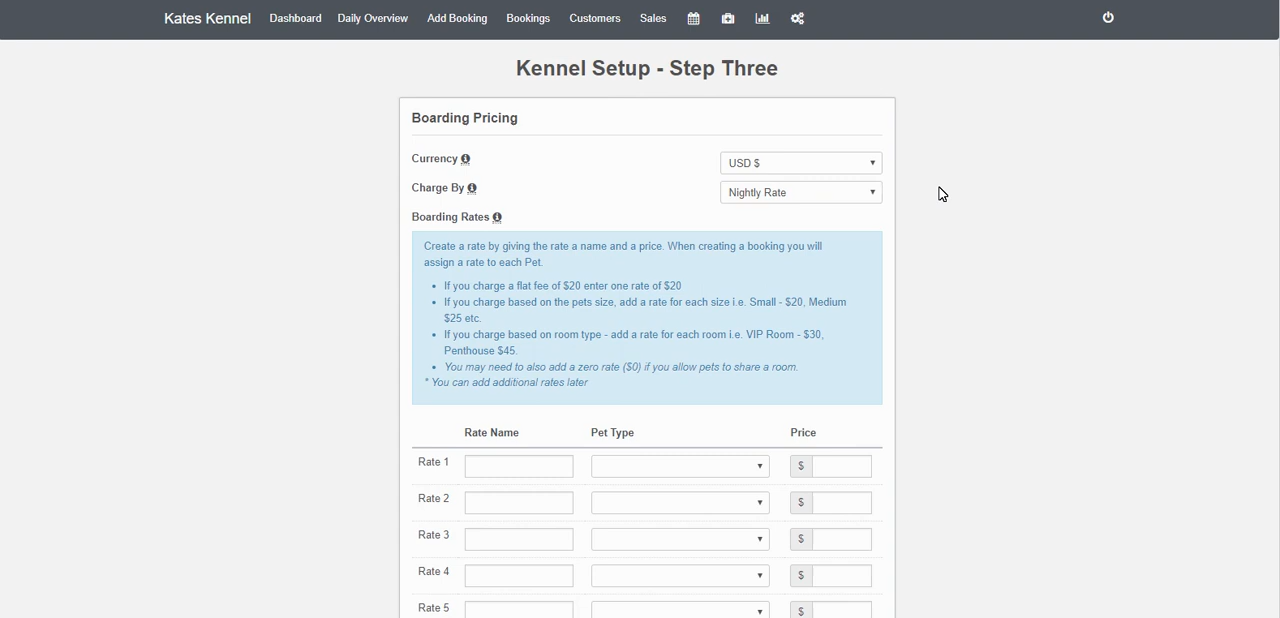 Kates Kennel Dashboard Daily Overview Add Booking Bookings Customers Sales
Kennel Setup - Step Three
Boarding Pricing
Currency
USD $
Charge By
Nightly Rate
Boarding Rates
Create a rate by giving the rate a name and a price. When creating a booking you will
assign a rate to each Pet.
• If you charge a flat fee of $20 enter one rate of $20
• If you charge based on the pets size, add a rate for each size i.e. Small - $20, Medium
$25 etc.
• If you charge based on room type - add a rate for each room i.e. VIP Room - $30,
Penthouse $45.
• You may need to also add a zero rate ($0) if you allow pets to share a room.
* You can add additional rates later
Rate Name Pet Type Price
Rate 1 $
Rate 2 $
Rate 3 $
Rate 4 $
Rate 5 $